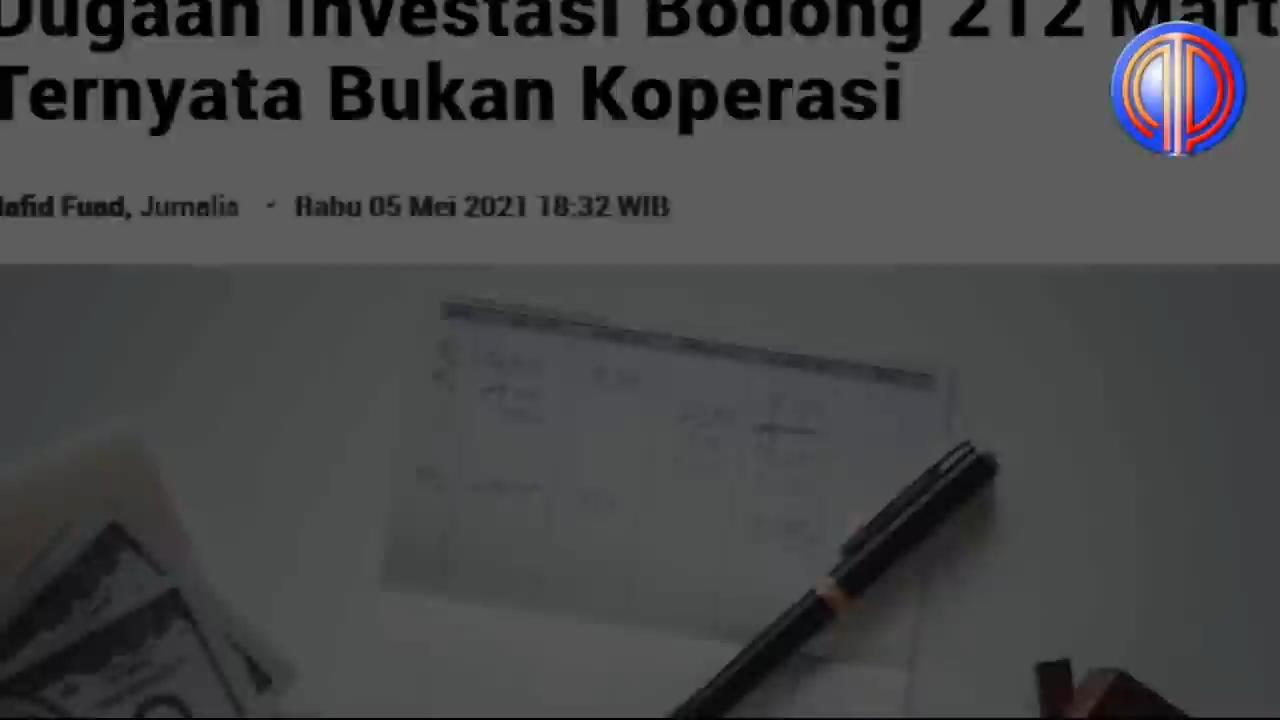 Dugaan Investasi Bodong 212 Mart
Ternyata Bukan Koperasi
Hafid Fuad, Jurnalis - Rabu 05 Mei 2021 18:32 WIB